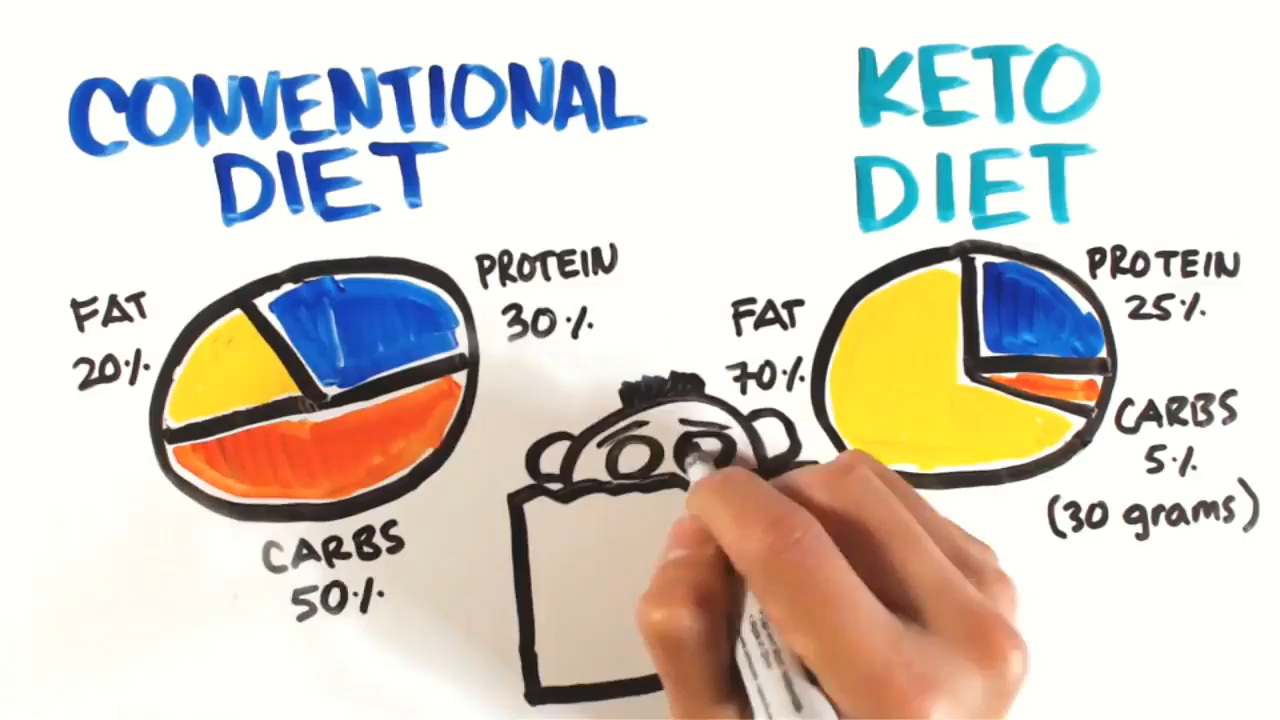 CONVENTIONAL
DIET
FAT
20%
PROTEIN
30%
CARBS
50%
KETO
DIET
FAT
70%
PROTEIN
25%
CARBS
5%
(30 grams)